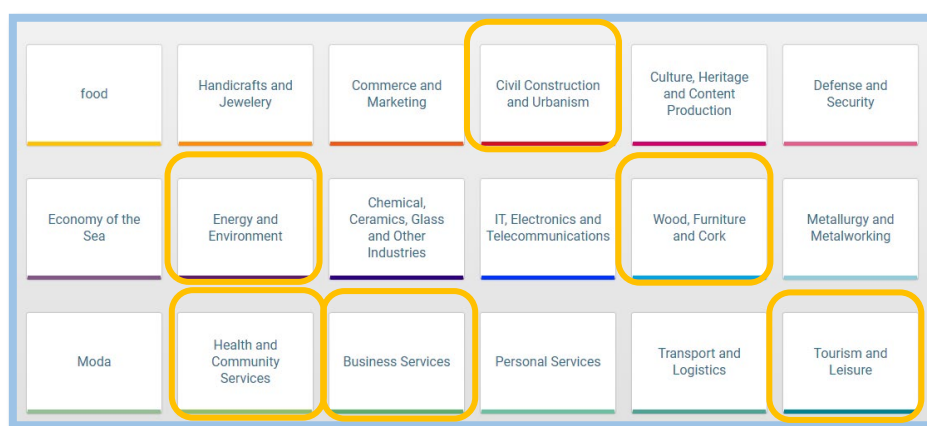 food
Handicrafts and
Jewelery
Commerce and
Marketing
Civil Construction
and Urbanism
Culture, Heritage
and Content
Production
Defense and
Security
Economy of the
Sea
Energy and
Environment
Chemical,
Ceramics, Glass
and Other
Industries
IT, Electronics and
Telecommunications
Wood, Furniture
and Cork
Metallurgy and
Metalworking
Moda
Health and
Community
Services
Business Services
Personal Services
Transport and
Logistics
Tourism and
Leisure